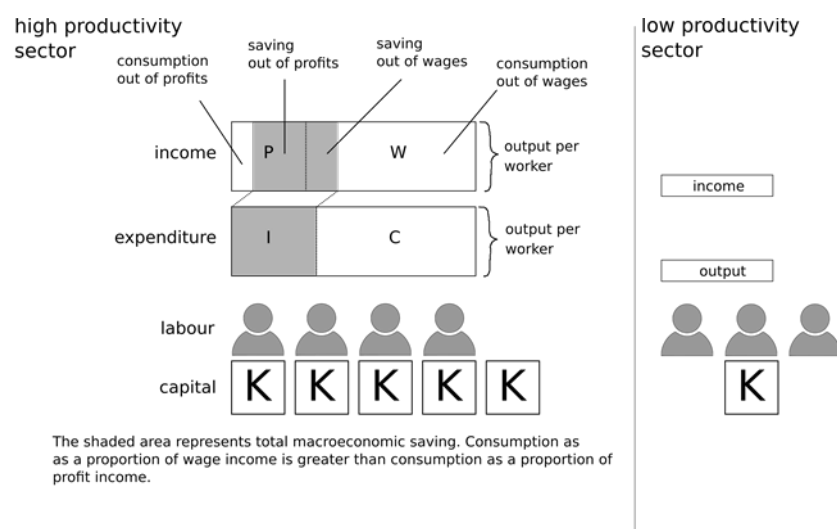 high productivity
sector
low productivity
sector
consumption
out of profits
saving
out of profits
saving
out of wages
consumption
out of wages
income
P
W
output per
worker
expenditure
I
C
output per
worker
income
output
labour
capital
K
K
K
K
K
K
The shaded area represents total macroeconomic saving. Consumption as
as a proportion of wage income is greater than consumption as a proportion of
profit income.